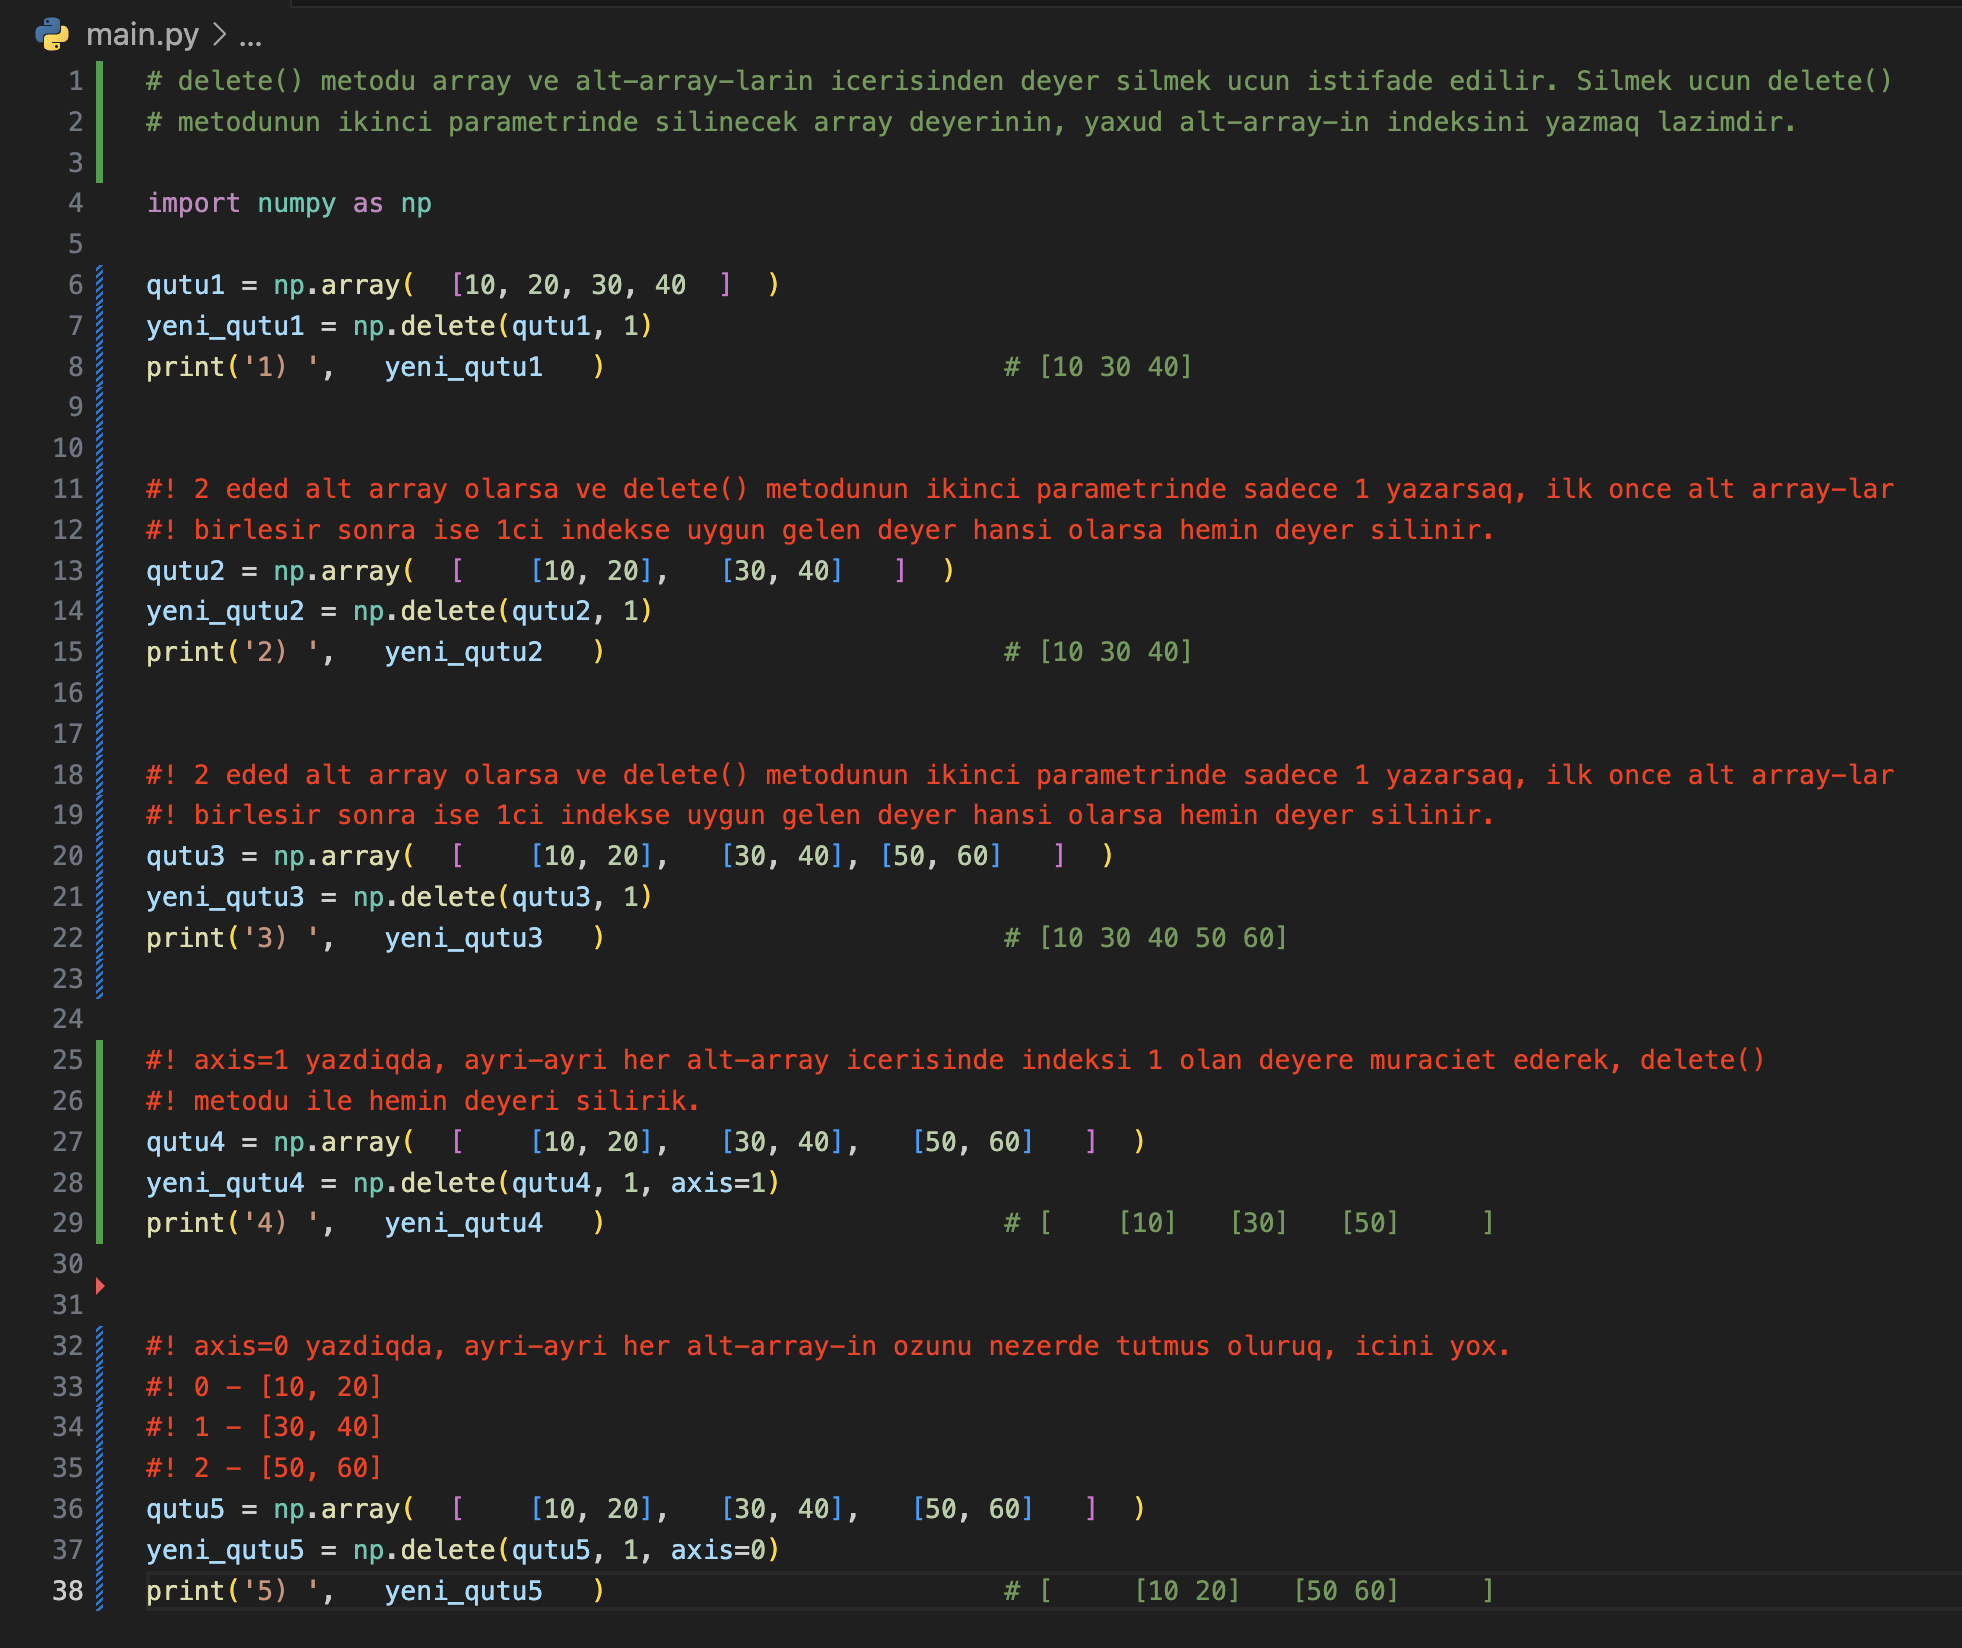 main.py > ...
1 # delete() metodu array ve alt-array-larin icerisinden deyer silmek ucun istifade edilir. Silmek ucun delete()
2 # metodunun ikinci parametrinde silinecek array deyerinin, yaxud alt-array-in indeksini yazmaq lazimdir.
3
4 import numpy as np
5
6 qutu1 = np.array(  [10, 20, 30, 40  ]  )
7 yeni_qutu1 = np.delete(qutu1, 1)
8 print('1) ',   yeni_qutu1   )                         # [10 30 40]
9
10
11 #! 2 eded alt array olarsa ve delete() metodunun ikinci parametrinde sadece 1 yazarsaq, ilk once alt array-lar
12 #! birlesir sonra ise 1ci indekse uygun gelen deyer hansi olarsa hemin deyer silinir.
13 qutu2 = np.array(  [    [10, 20],   [30, 40]   ]  )
14 yeni_qutu2 = np.delete(qutu2, 1)
15 print('2) ',   yeni_qutu2   )                         # [10 30 40]
16
17
18 #! 2 eded alt array olarsa ve delete() metodunun ikinci parametrinde sadece 1 yazarsaq, ilk once alt array-lar
19 #! birlesir sonra ise 1ci indekse uygun gelen deyer hansi olarsa hemin deyer silinir.
20 qutu3 = np.array(  [    [10, 20],   [30, 40], [50, 60]   ]  )
21 yeni_qutu3 = np.delete(qutu3, 1)
22 print('3) ',   yeni_qutu3   )                         # [10 30 40 50 60]
23
24
25 #! axis=1 yazdiqda, ayri-ayri her alt-array icerisinde indeksi 1 olan deyere muraciet ederek, delete()
26 #! metodu ile hemin deyeri silirik.
27 qutu4 = np.array(  [    [10, 20],   [30, 40],   [50, 60]   ]  )
28 yeni_qutu4 = np.delete(qutu4, 1, axis=1)
29 print('4) ',   yeni_qutu4   )                         # [    [10]   [30]   [50]     ]
30
31
32 #! axis=0 yazdiqda, ayri-ayri her alt-array-in ozunu nezerde tutmus oluruq, icini yox.
33 #! 0 - [10, 20]
34 #! 1 - [30, 40]
35 #! 2 - [50, 60]
36 qutu5 = np.array(  [    [10, 20],   [30, 40],   [50, 60]   ]  )
37 yeni_qutu5 = np.delete(qutu5, 1, axis=0)
38 print('5) ',   yeni_qutu5   )                         # [     [10 20]   [50 60]     ]